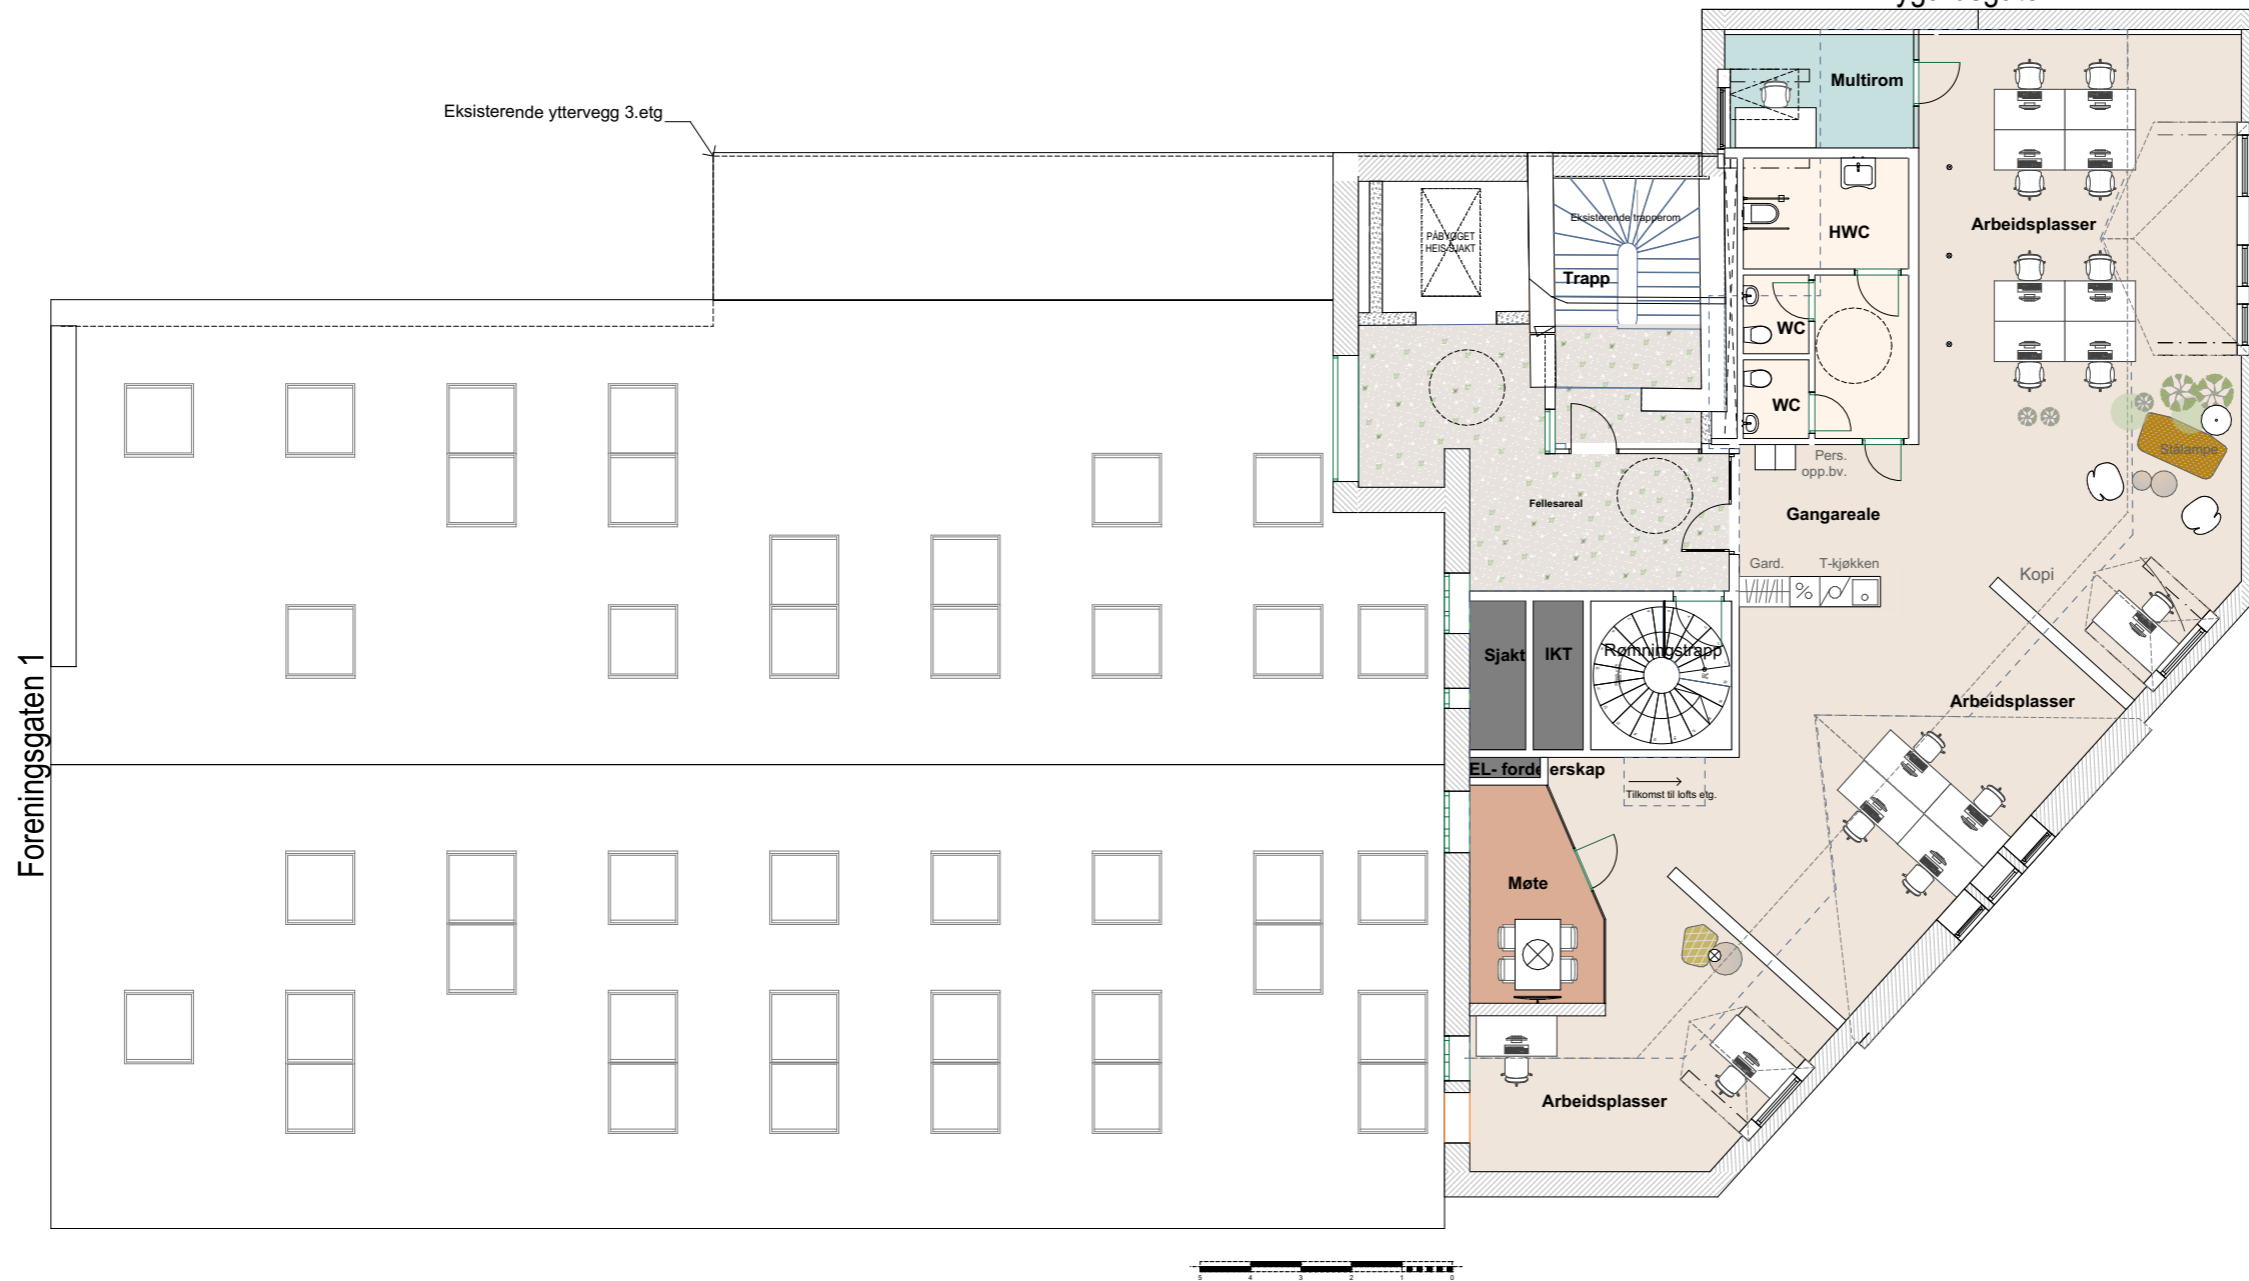 Eksisterende yttervegg 3.etg
Multirom
Eksisterende trapperom
PÅBYGGET
HEIS SJAKT
Trapp
HWC
Arbeidsplasser
WC
WC
Stålampe
Pers.
opp.bv.
Fellesareal
Gangareale
Gard.
T-kjøkken
Kopi
Sjakt
IKT
Rømningstrapp
Arbeidsplasser
EL- forde erskap
Tilkomst til lofts etg.
Foreningsgaten 1
Møte
Arbeidsplasser
5 4 3 2 1 0